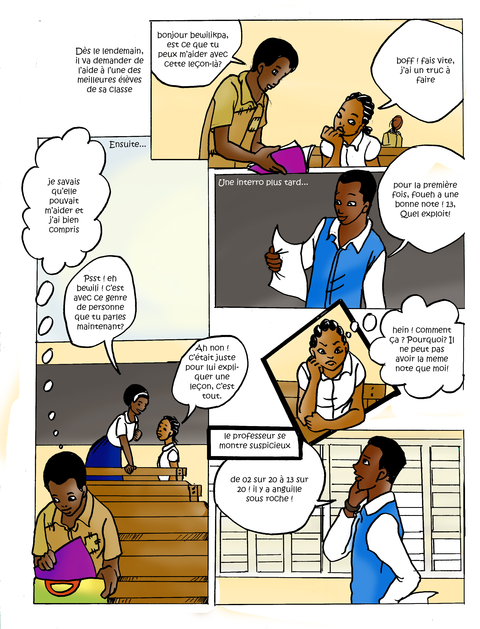 Dès le lendemain,
il va demander de
l'aide à l'une des
meilleures élèves
de sa classe
bonjour bewilikpa,
est ce que tu
peux m'aider avec
cette leçon-là?
boff ! fais vite,
j'ai un truc à
faire
Ensuite...
je savais
qu'elle
pouvait
m'aider et
j'ai bien
compris
Psst ! eh
bewili ! c'est
avec ce genre
de personne
que tu parles
maintenant?
Ah non !
c'était juste
pour lui expli-
quer une
leçon, c'est
tout.
Une interro plus tard...
pour la première
fois, foueh a une
bonne note ! 13,
Quel exploit!
hein ! comment
ça ? Pourquoi? Il
ne peut pas
avoir la meme
note que moi!
le professeur se
montre suspicieux
de 02 sur 20 à 13 sur
20 ! il y a anguille
sous roche !